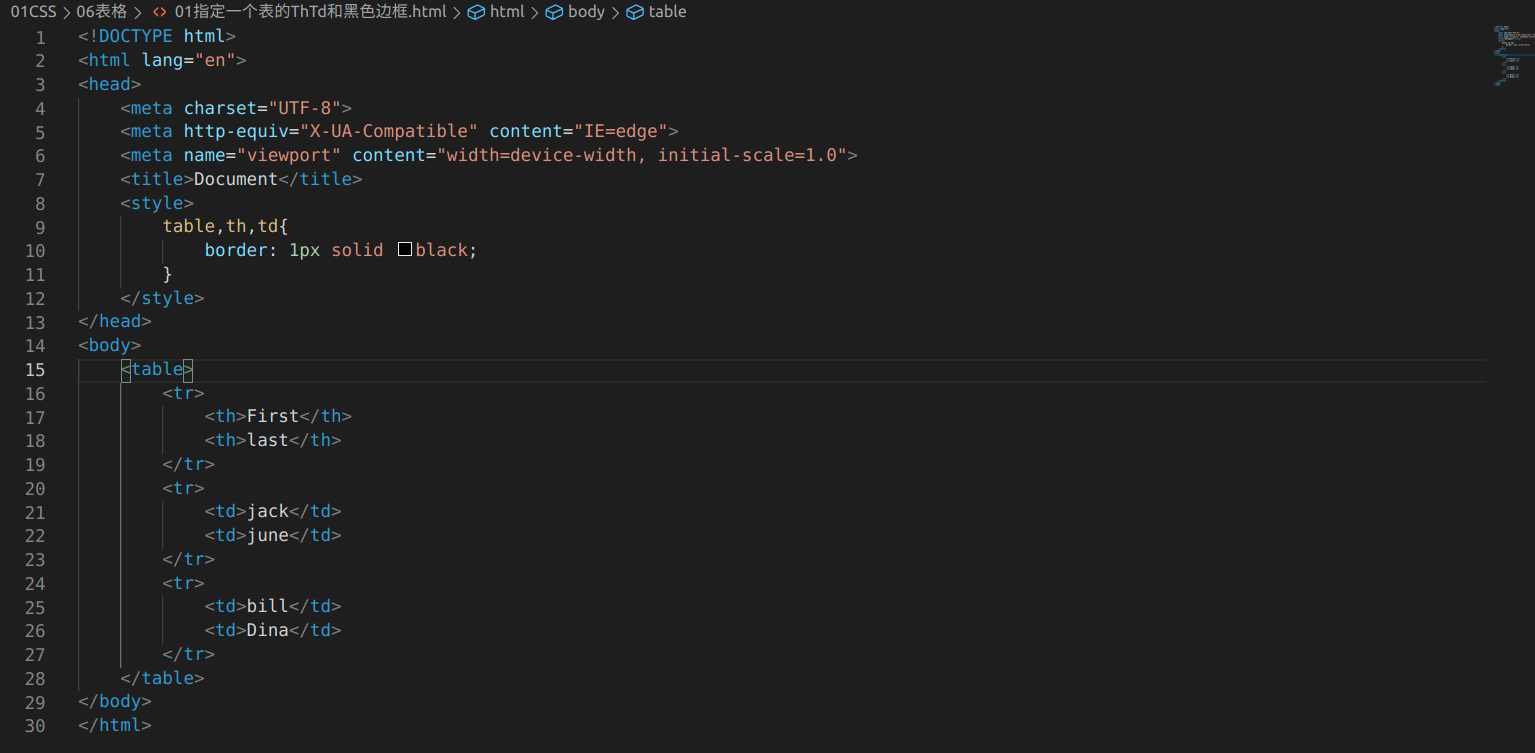 01CSS > 06表格 > <> 01指定一个表的ThTd和黑色边框.html > html > body > table
1 <!DOCTYPE html>
2 <html lang="en">
3 <head>
4     <meta charset="UTF-8">
5     <meta http-equiv="X-UA-Compatible" content="IE=edge">
6     <meta name="viewport" content="width=device-width, initial-scale=1.0">
7     <title>Document</title>
8     <style>
9         table,th,td{
10             border: 1px solid black;
11         }
12     </style>
13 </head>
14 <body>
15     <table>
16         <tr>
17             <th>First</th>
18             <th>last</th>
19         </tr>
20         <tr>
21             <td>jack</td>
22             <td>june</td>
23         </tr>
24         <tr>
25             <td>bill</td>
26             <td>Dina</td>
27         </tr>
28     </table>
29 </body>
30 </html>